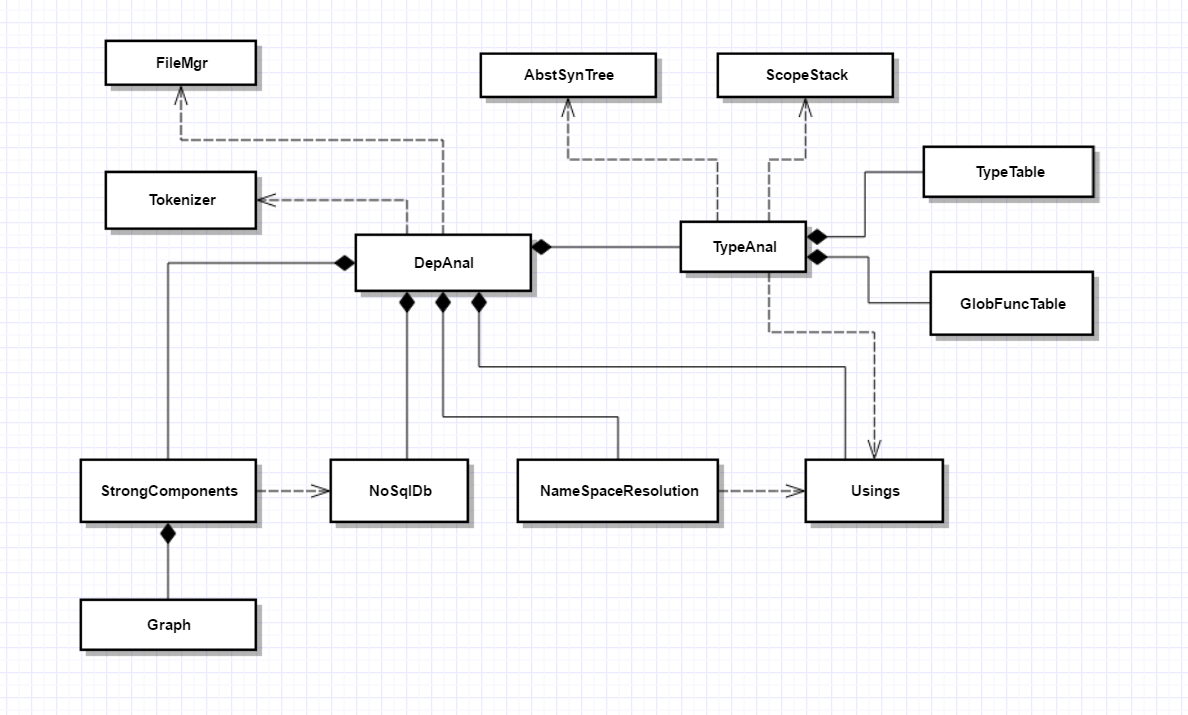 FileMgr
AbstSynTree
ScopeStack
TypeTable
Tokenizer
TypeAnal
DepAnal
GlobFuncTable
StrongComponents
NoSqlDb
NameSpaceResolution
Usings
Graph